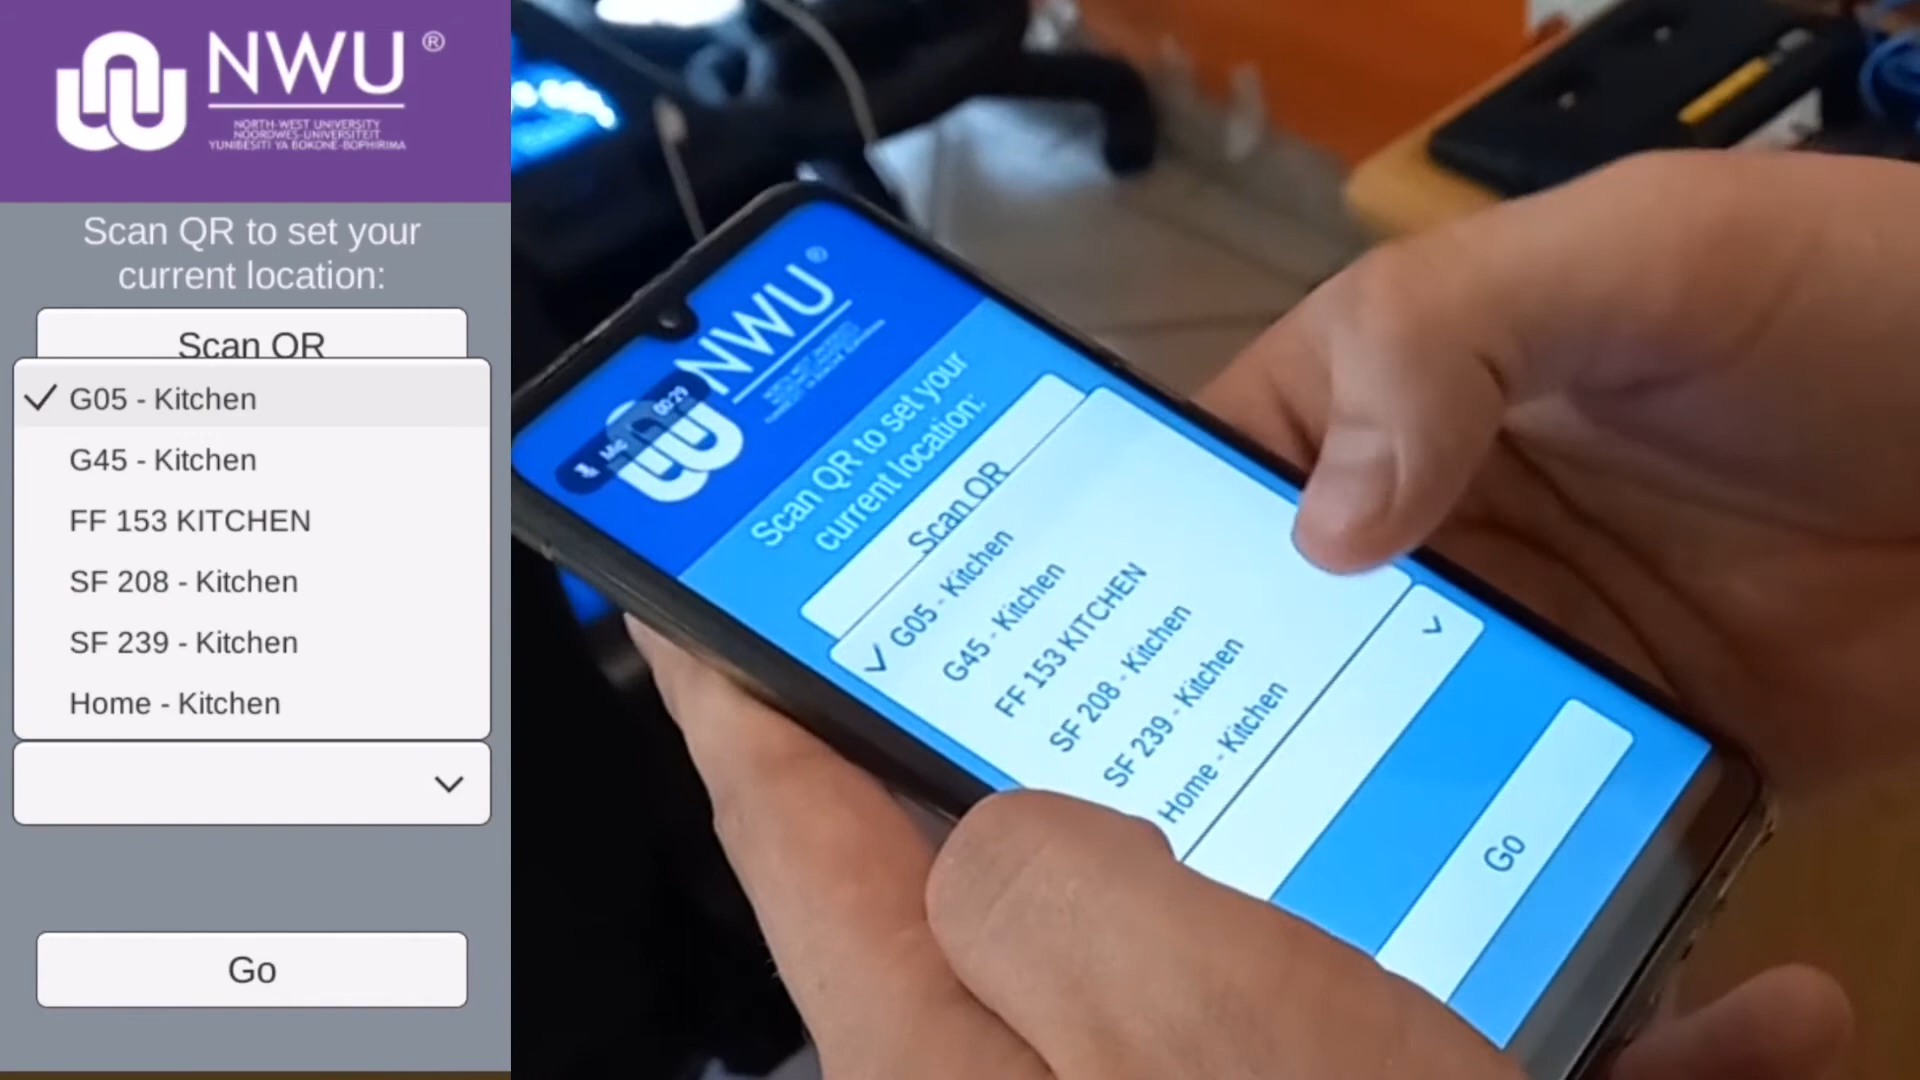 NWU ®
NORTH-WEST UNIVERSITY
NOORDWES-UNIVERSITEIT
YUNIBESITI YA BOKONE-BOPHIRIMA
Scan QR to set your
current location:
Scan QR
G05 - Kitchen
G45 - Kitchen
FF 153 KITCHEN
SF 208 - Kitchen
SF 239 - Kitchen
Home - Kitchen
Go
NWU ®
Mic 00:29
Scan QR to set your
current location:
Scan QR
G05 - Kitchen
G45 - Kitchen
FF 153 KITCHEN
SF 208 - Kitchen
SF 239 - Kitchen
Home - Kitchen
Go